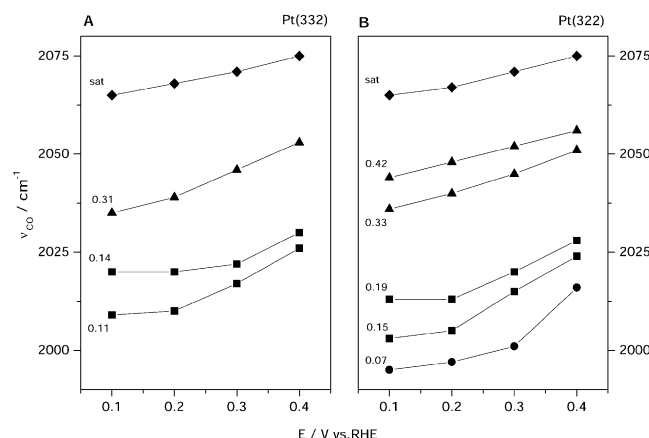 A
Pt(332)
B
Pt(322)
2075
2050
2025
2000
ν_CO / cm⁻¹
sat
0.31
0.14
0.11
sat
0.42
0.33
0.19
0.15
0.07
2075
2050
2025
2000
0.1 0.2 0.3 0.4
0.1 0.2 0.3 0.4
E / V vs.RHE